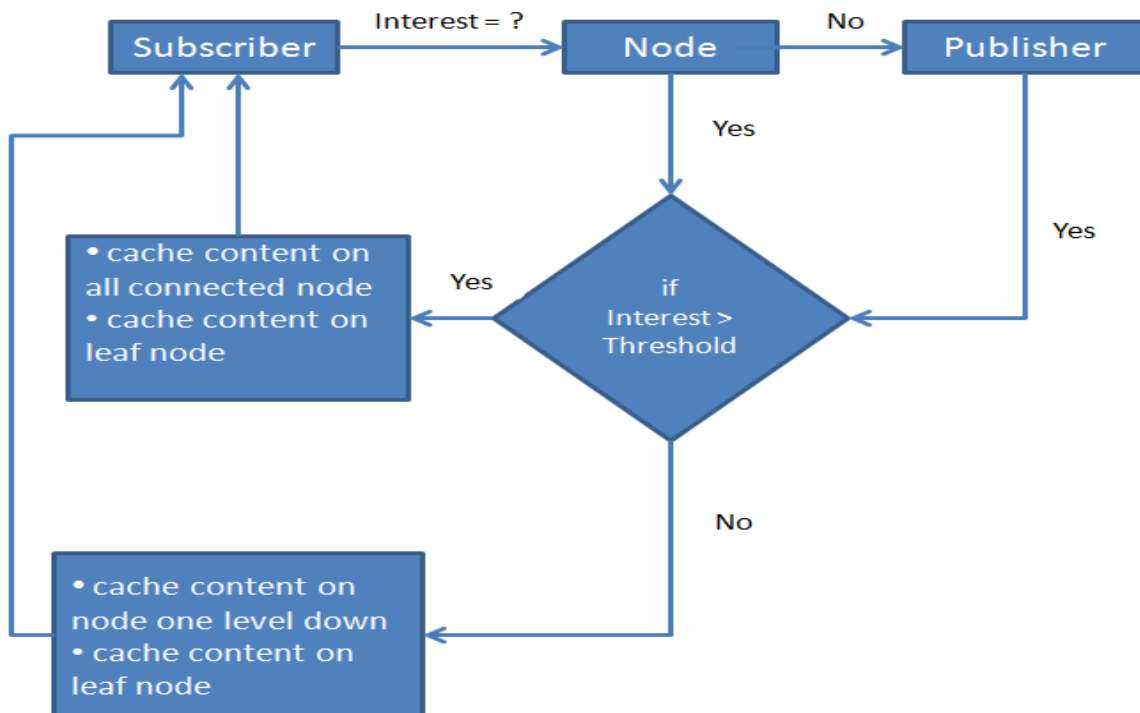 Interest = ?
Subscriber
Node
No
Publisher
Yes
Yes
• cache content on
all connected node
• cache content on
leaf node
Yes
if
Interest >
Threshold
No
• cache content on
node one level down
• cache content on
leaf node